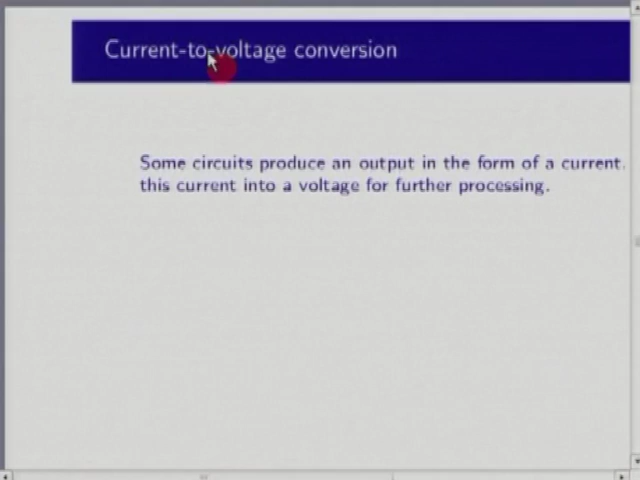 Current-to-voltage conversion
Some circuits produce an output in the form of a current.
this current into a voltage for further processing.